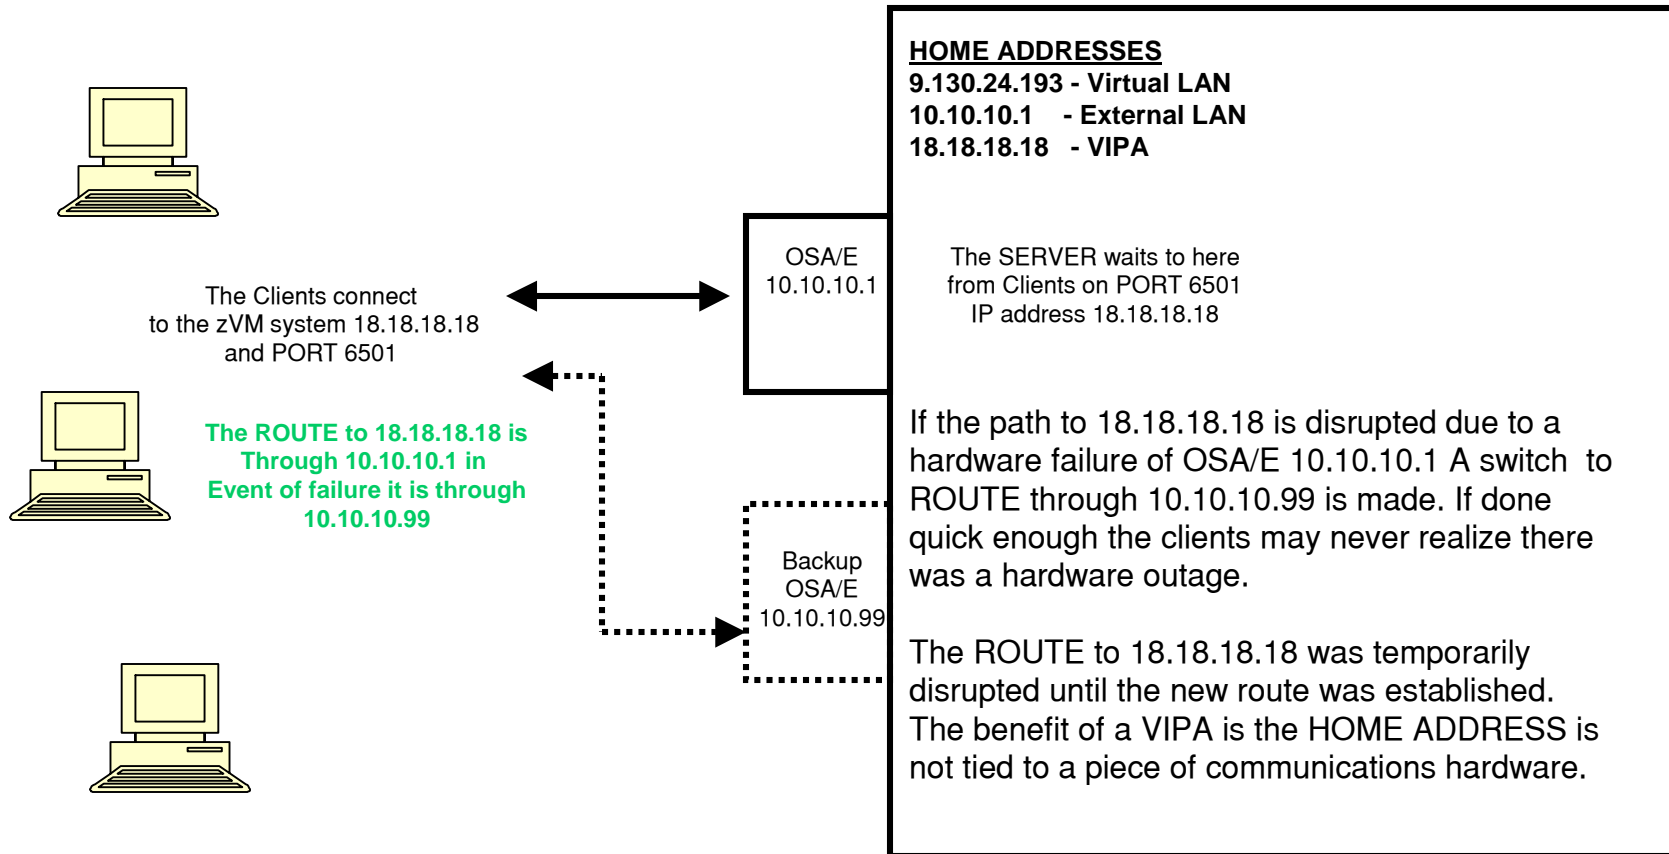 HOME ADDRESSES
9.130.24.193 - Virtual LAN
10.10.10.1 - External LAN
18.18.18.18 - VIPA
The Clients connect
to the zVM system 18.18.18.18
and PORT 6501
The ROUTE to 18.18.18.18 is
Through 10.10.10.1 in
Event of failure it is through
10.10.10.99
OSA/E
10.10.10.1
Backup
OSA/E
10.10.10.99
The SERVER waits to here
from Clients on PORT 6501
IP address 18.18.18.18
If the path to 18.18.18.18 is disrupted due to a
hardware failure of OSA/E 10.10.10.1 A switch to
ROUTE through 10.10.10.99 is made. If done
quick enough the clients may never realize there
was a hardware outage.
The ROUTE to 18.18.18.18 was temporarily
disrupted until the new route was established.
The benefit of a VIPA is the HOME ADDRESS is
not tied to a piece of communications hardware.